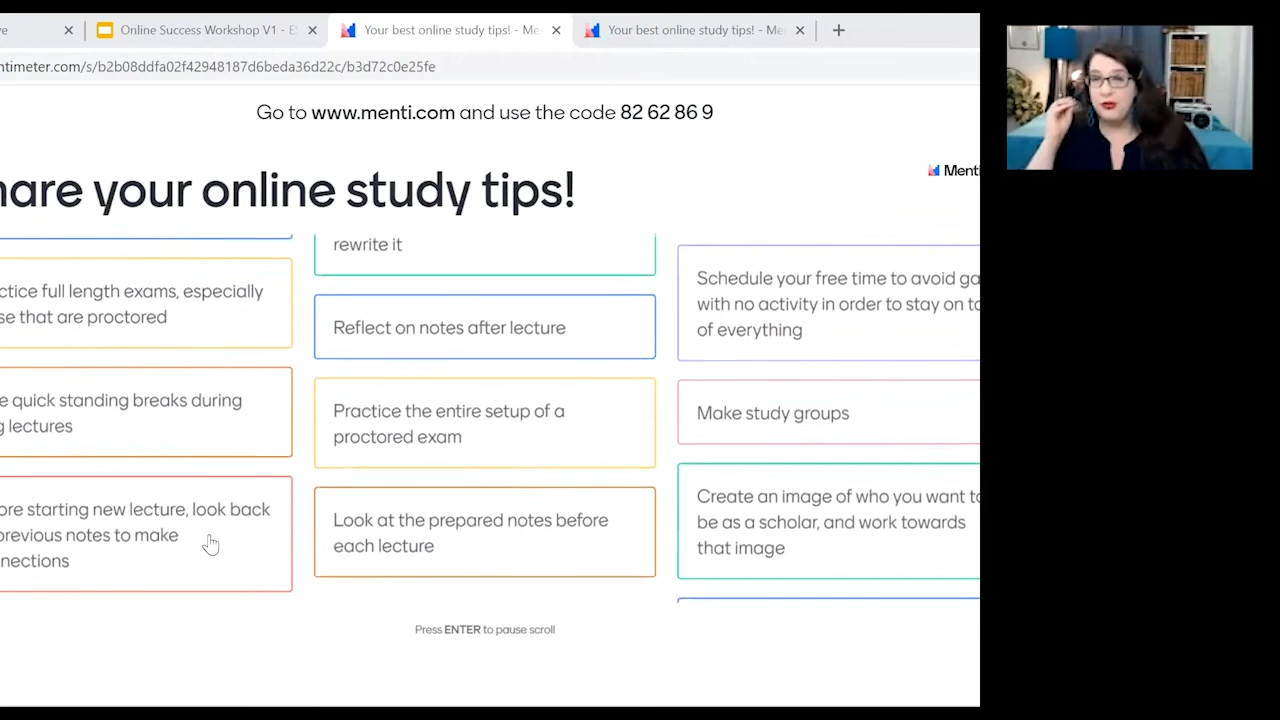 ve
Online Success Workshop V1 - E
Your best online study tips! - Me
Your best online study tips! - Me
ntimeter.com/s/b2b08ddfa02f42948187d6beda36d22c/b3d72c0e25fe
Go to www.menti.com and use the code 82 62 86 9
hare your online study tips!
Menti
ctice full length exams, especially
se that are proctored
e quick standing breaks during
g lectures
ore starting new lecture, look back
previous notes to make
nections
rewrite it
Reflect on notes after lecture
Practice the entire setup of a
proctored exam
Look at the prepared notes before
each lecture
Schedule your free time to avoid ga
with no activity in order to stay on to
of everything
Make study groups
Create an image of who you want to
be as a scholar, and work towards
that image
Press ENTER to pause scroll